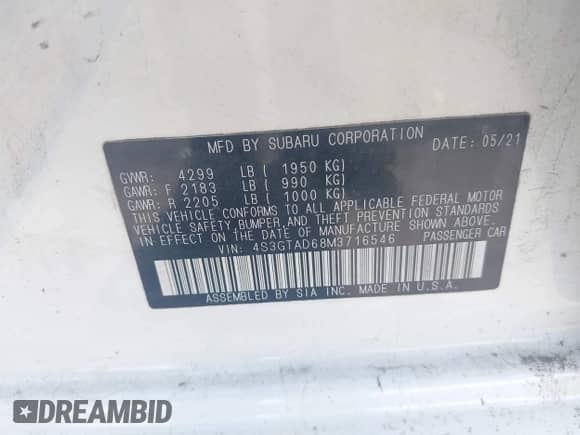 MFD BY SUBARU CORPORATION DATE: 05/21
GVWR: 4299 LB ( 1950 KG)
GAWR: F 2183 LB ( 990 KG)
GAWR: R 2205 LB ( 1000 KG)
THIS VEHICLE CONFORMS TO ALL APPLICABLE FEDERAL MOTOR
VEHICLE SAFETY, BUMPER, AND THEFT PREVENTION STANDARDS
IN EFFECT ON THE DATE OF MANUFACTURE SHOWN ABOVE.
VIN: 4S3GTAD68M3716546 PASSENGER CAR
ASSEMBLED BY SIA INC. MADE IN U.S.A.
DREAMBID